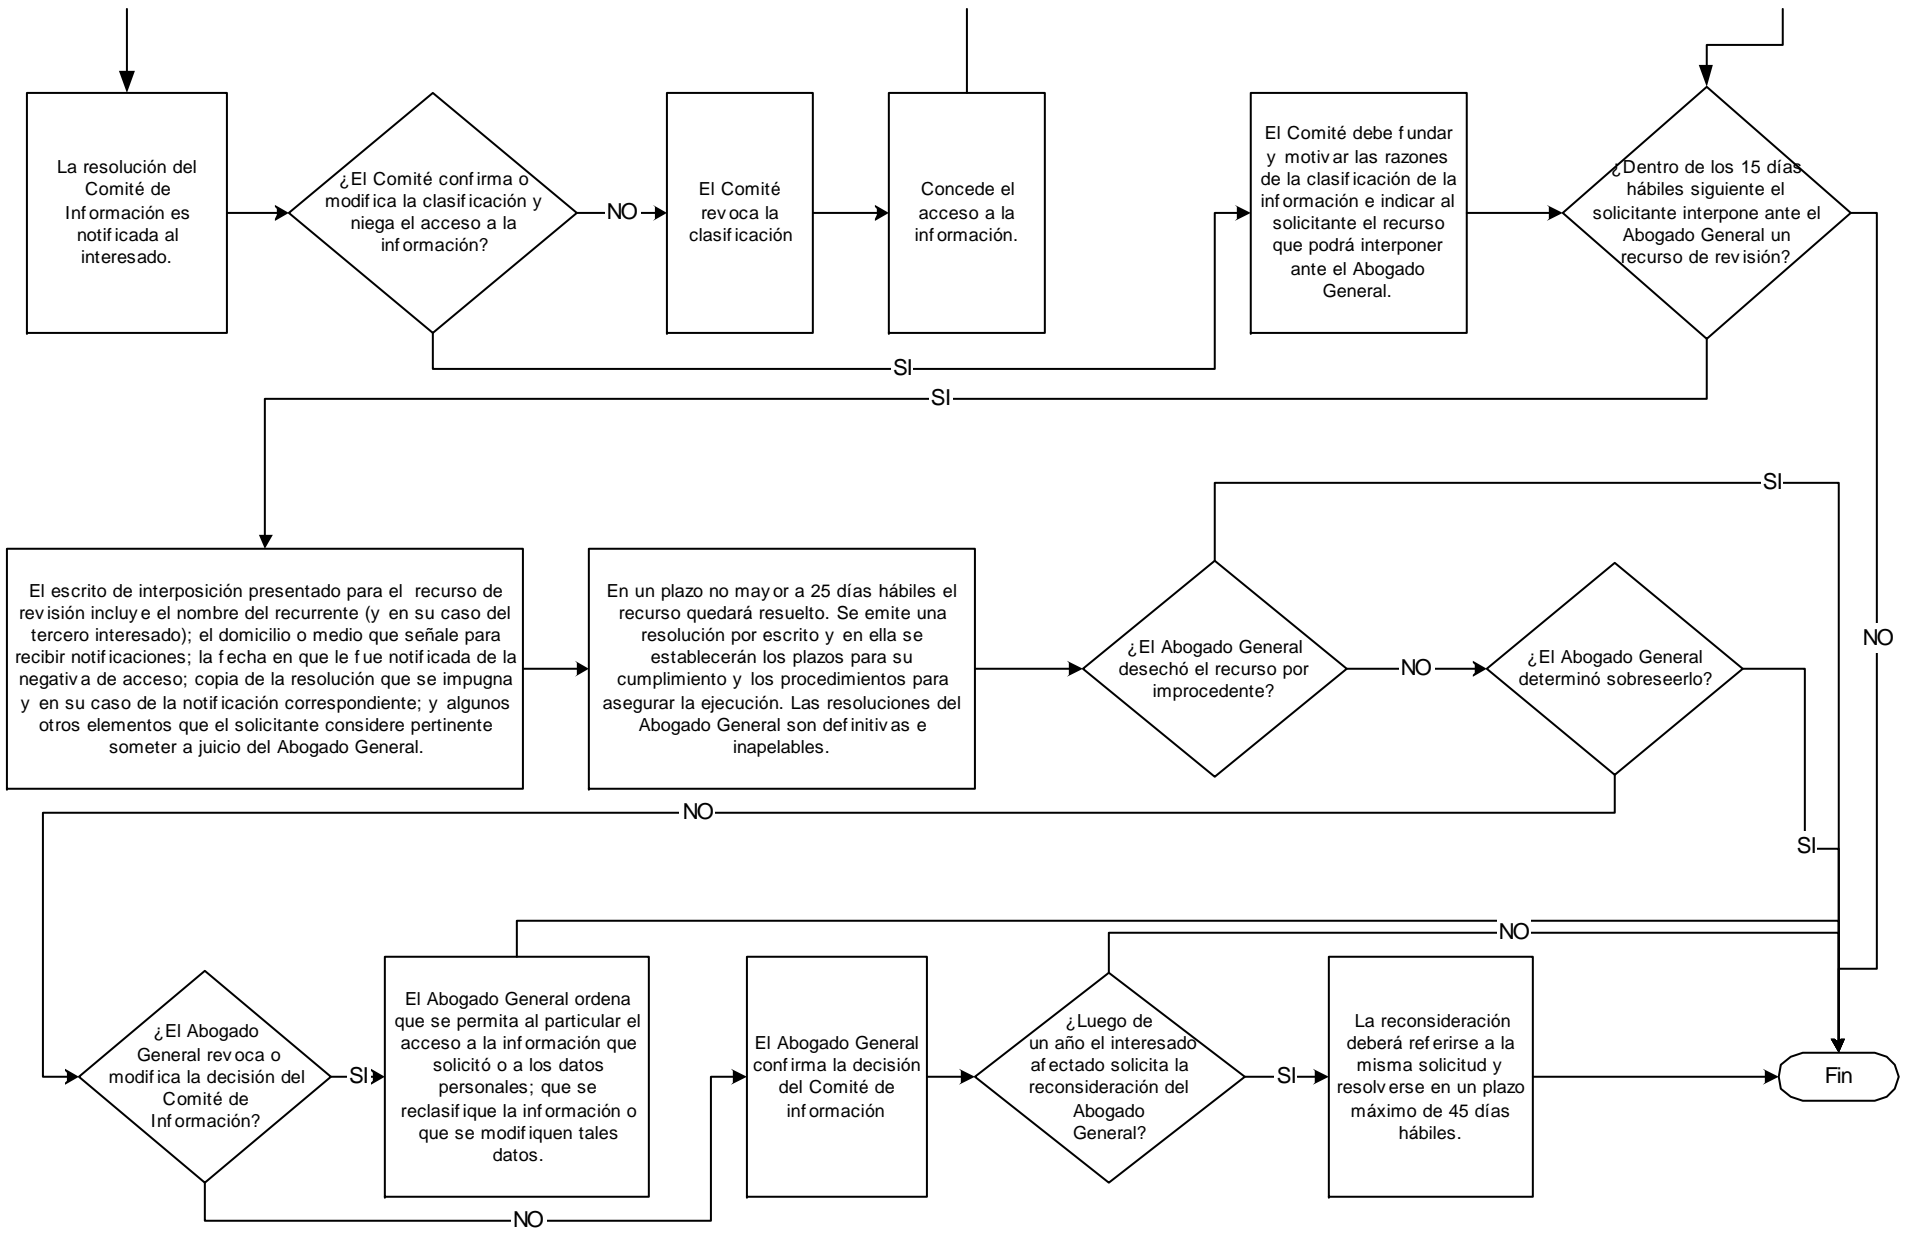 La resolución del
Comité de
Información es
notificada al
interesado.
¿El Comité confirma o
modifica la clasificación y
niega el acceso a la
información?
NO
El Comité
revoca la
clasificación
Concede el
acceso a la
información.
El Comité debe fundar
y motivar las razones
de la clasificación de la
información e indicar al
solicitante el recurso
que podrá interponer
ante el Abogado
General.
¿Dentro de los 15 días
hábiles siguiente el
solicitante interpone ante el
Abogado General un
recurso de revisión?
SI
SI
SI
NO
El escrito de interposición presentado para el recurso de
revisión incluye el nombre del recurrente (y en su caso del
tercero interesado); el domicilio o medio que señale para
recibir notificaciones; la fecha en que le fue notificada de la
negativa de acceso; copia de la resolución que se impugna
y en su caso de la notificación correspondiente; y algunos
otros elementos que el solicitante considere pertinente
someter a juicio del Abogado General.
En un plazo no mayor a 25 días hábiles el
recurso quedará resuelto. Se emite una
resolución por escrito y en ella se
establecerán los plazos para su
cumplimiento y los procedimientos para
asegurar la ejecución. Las resoluciones del
Abogado General son definitivas e
inapelables.
¿El Abogado General
desechó el recurso por
improcedente?
NO
¿El Abogado General
determinó sobreseerlo?
NO
SI
¿El Abogado
General revoca o
modifica la decisión del
Comité de
Información?
SI
El Abogado General ordena
que se permita al particular el
acceso a la información que
solicitó o a los datos
personales; que se
reclasifique la información o
que se modifiquen tales
datos.
El Abogado General
confirma la decisión
del Comité de
información
¿Luego de
un año el interesado
afectado solicita la
reconsideración del
Abogado
General?
NO
SI
La reconsideración
deberá referirse a la
misma solicitud y
resolverse en un plazo
máximo de 45 días
hábiles.
Fin
NO